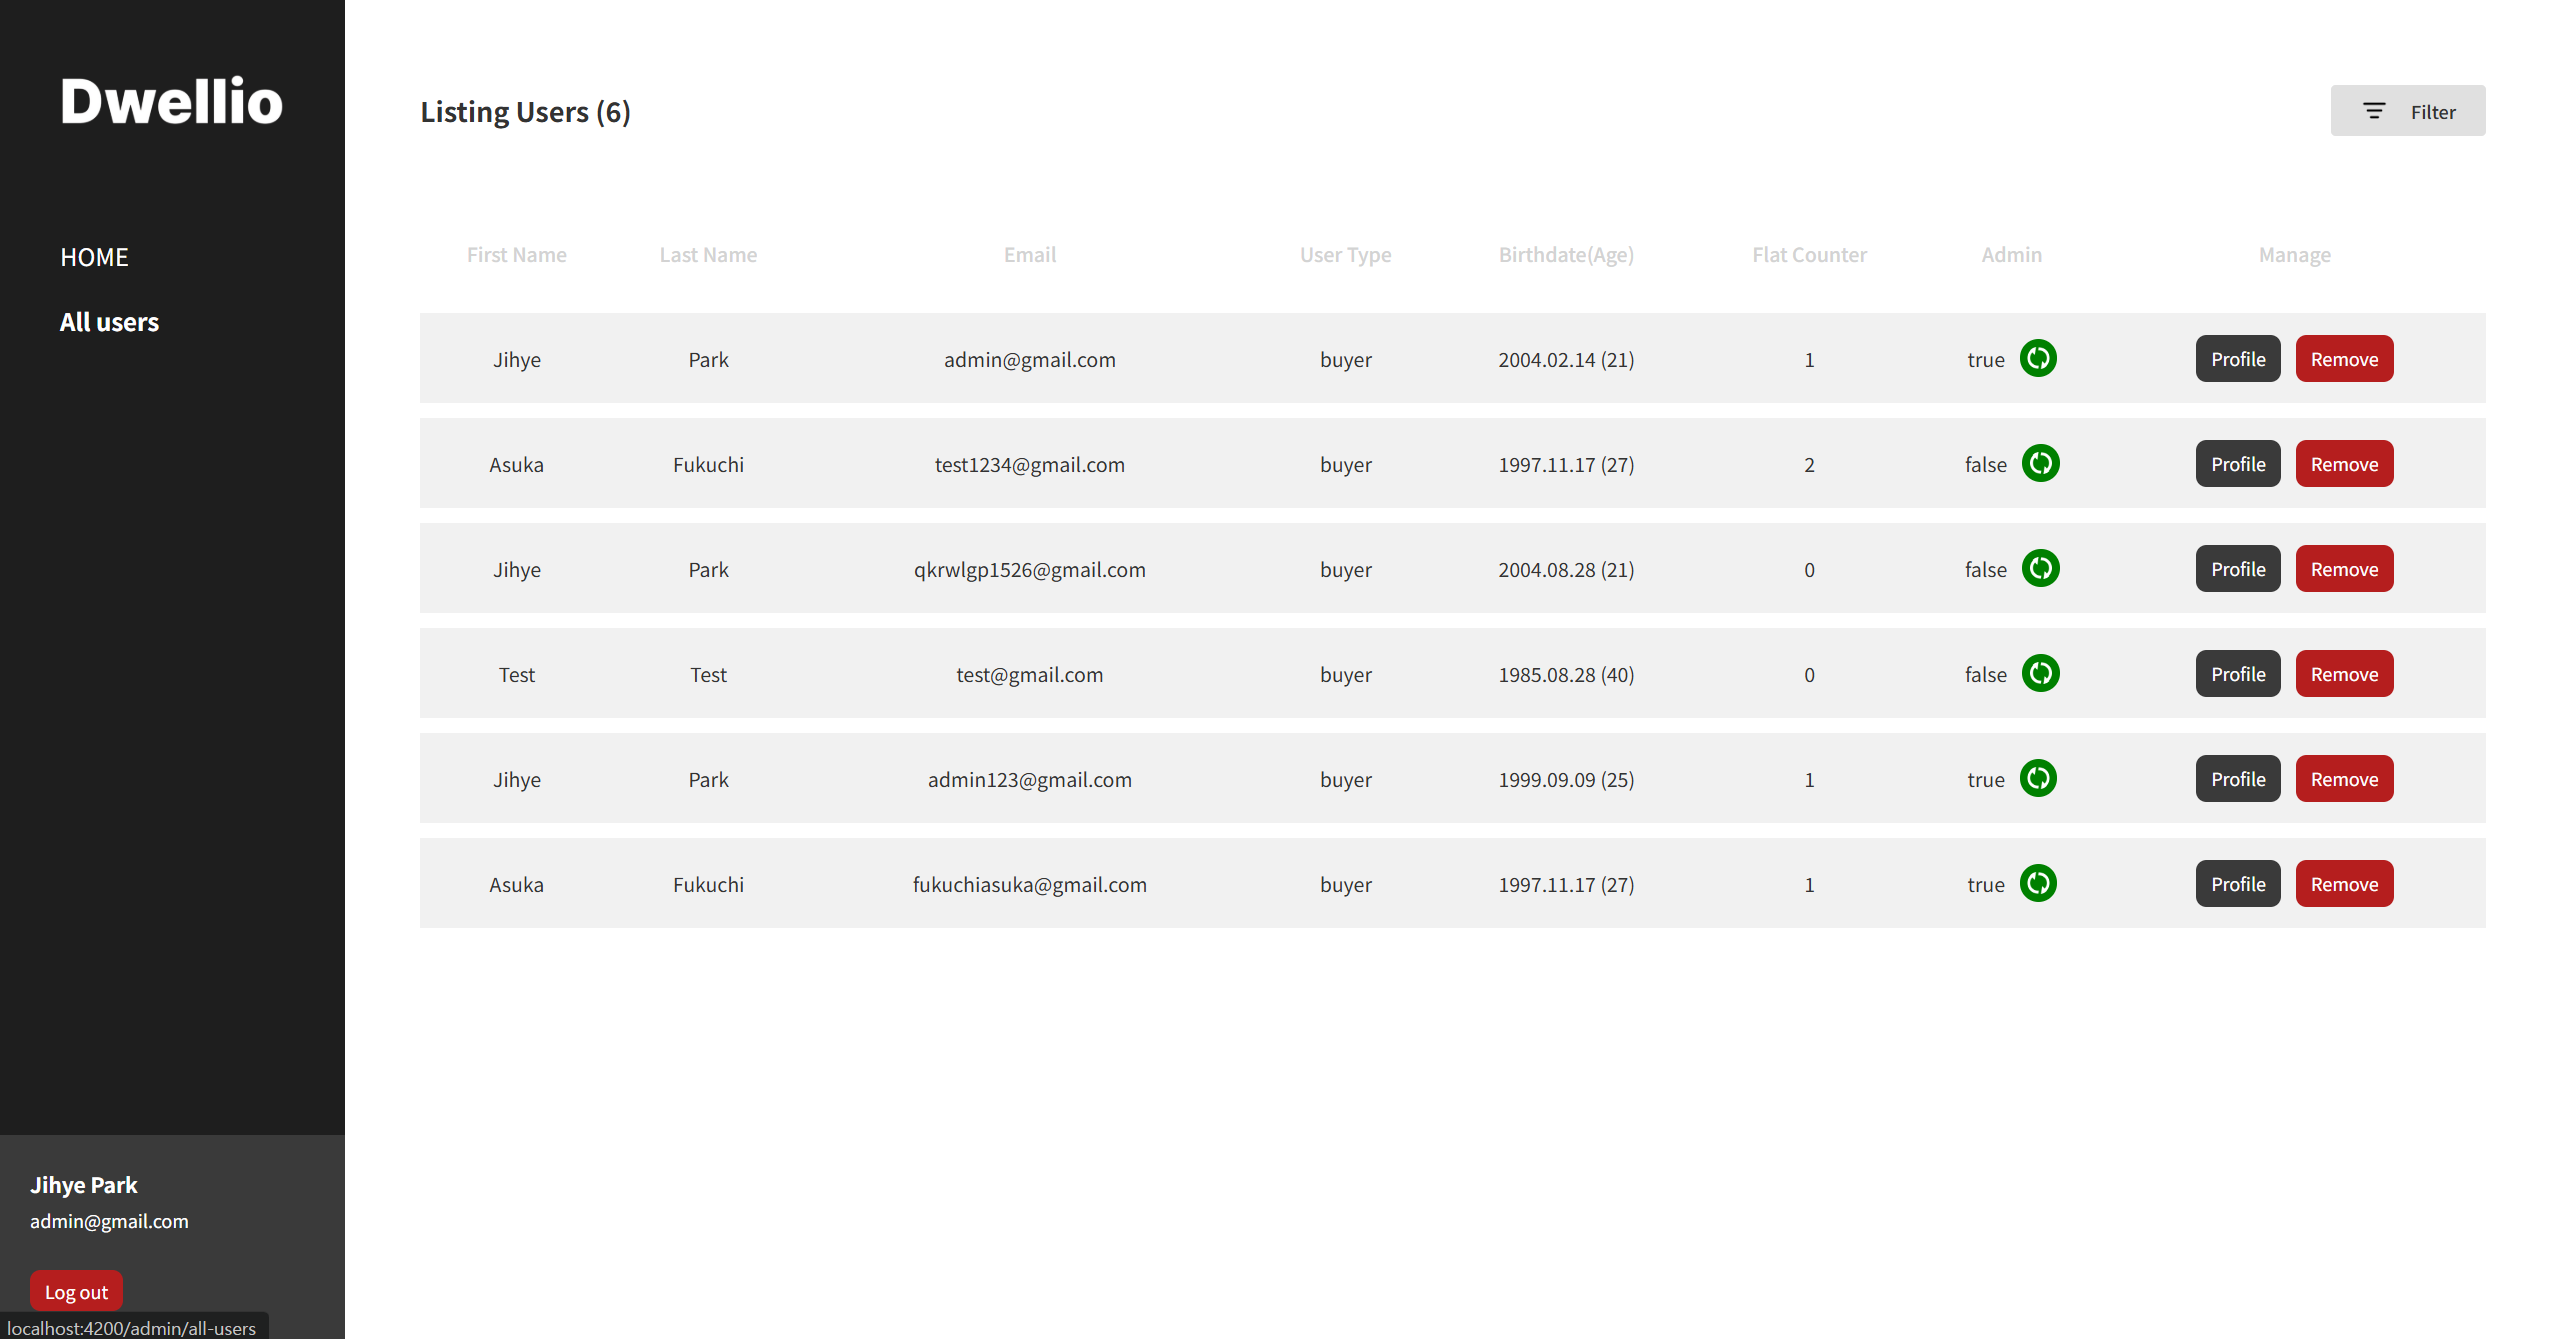 Dwellio
HOME
All users
Jihye Park
admin@gmail.com
Log out
localhost:4200/admin/all-users
Listing Users (6)
Filter
First Name Last Name Email User Type Birthdate(Age) Flat Counter Admin Manage
Jihye Park admin@gmail.com buyer 2004.02.14 (21) 1 true Profile Remove
Asuka Fukuchi test1234@gmail.com buyer 1997.11.17 (27) 2 false Profile Remove
Jihye Park qkrwlgp1526@gmail.com buyer 2004.08.28 (21) 0 false Profile Remove
Test Test test@gmail.com buyer 1985.08.28 (40) 0 false Profile Remove
Jihye Park admin123@gmail.com buyer 1999.09.09 (25) 1 true Profile Remove
Asuka Fukuchi fukuchiasuka@gmail.com buyer 1997.11.17 (27) 1 true Profile Remove